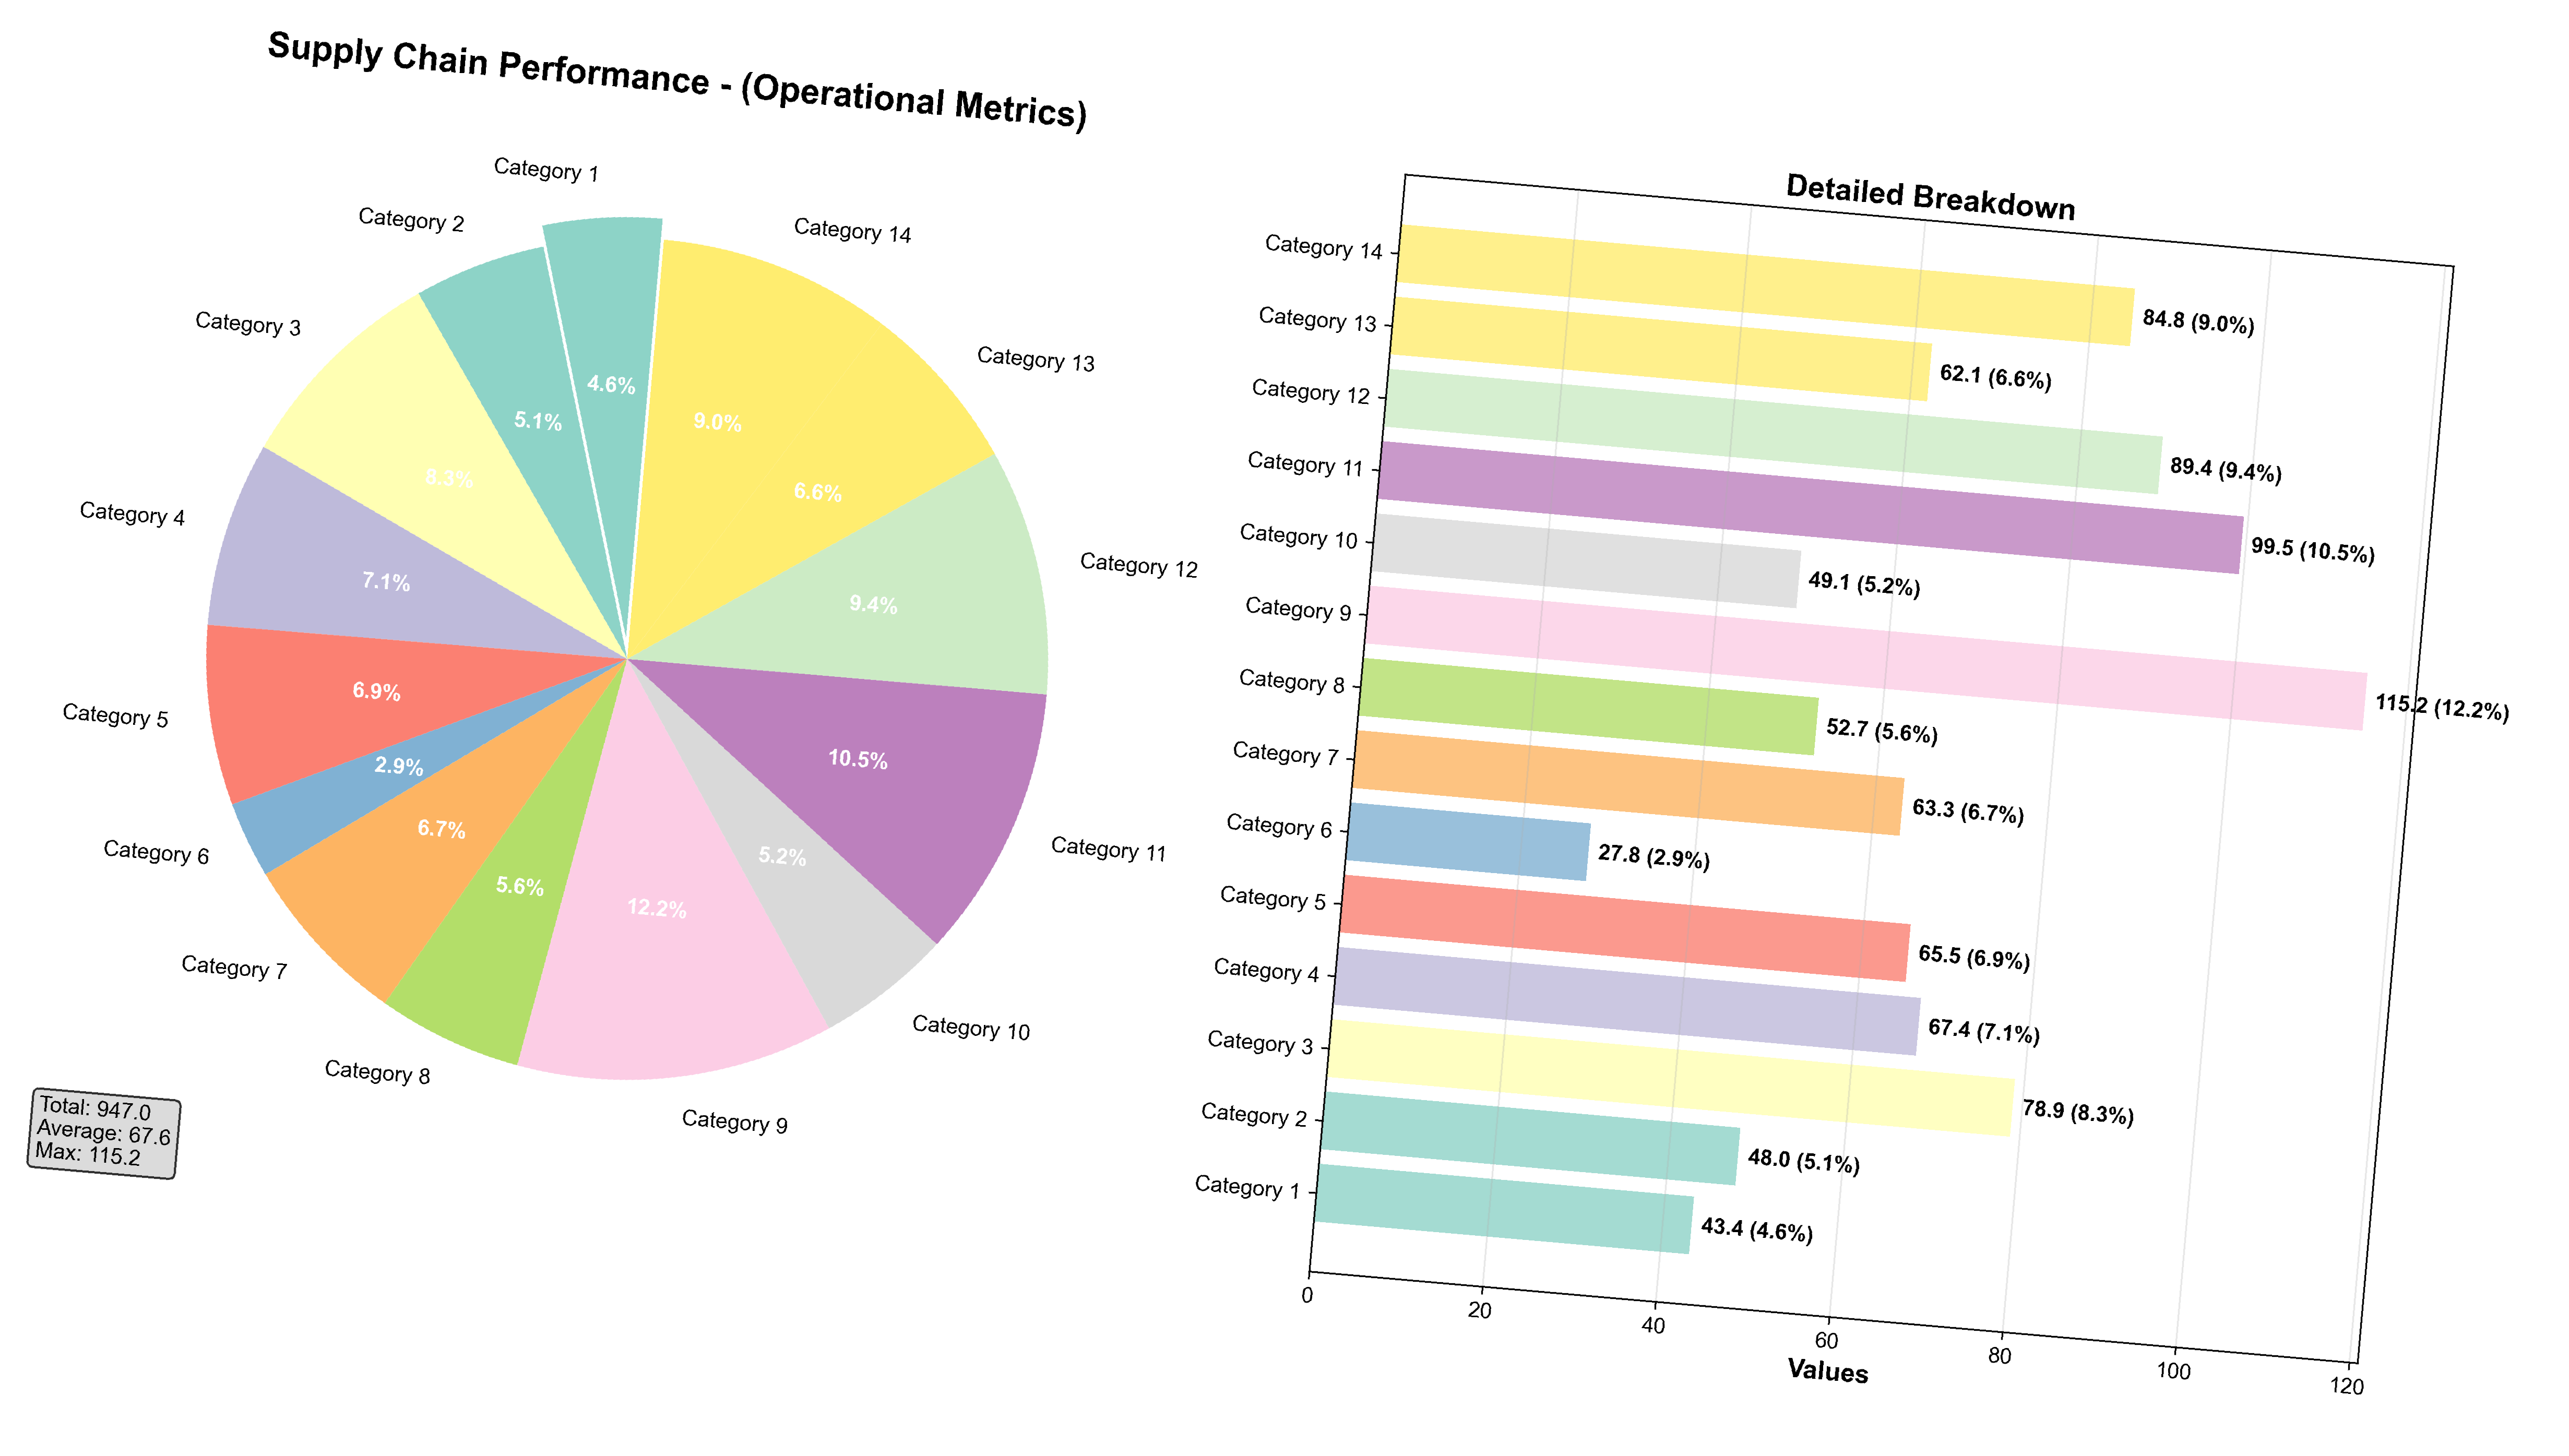 Supply Chain Performance - (Operational Metrics)
Category 1
Category 2
Category 3
Category 4
Category 5
Category 6
Category 7
Category 8
Category 9
Category 10
Category 11
Category 12
Category 13
Category 14
4.6%
5.1%
8.3%
7.1%
6.9%
2.9%
6.7%
5.6%
12.2%
5.2%
10.5%
9.4%
6.6%
9.0%
Total: 947.0
Average: 67.6
Max: 115.2
Detailed Breakdown
Category 14
84.8 (9.0%)
Category 13
62.1 (6.6%)
Category 12
89.4 (9.4%)
Category 11
99.5 (10.5%)
Category 10
49.1 (5.2%)
Category 9
115.2 (12.2%)
Category 8
52.7 (5.6%)
Category 7
63.3 (6.7%)
Category 6
27.8 (2.9%)
Category 5
65.5 (6.9%)
Category 4
67.4 (7.1%)
Category 3
78.9 (8.3%)
Category 2
48.0 (5.1%)
Category 1
43.4 (4.6%)
0
20
40
60
80
100
120
Values